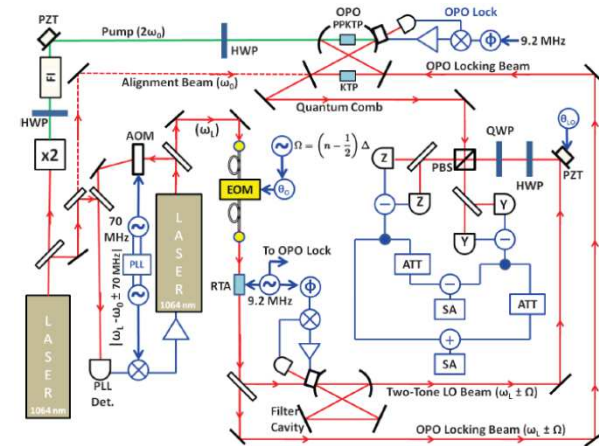 PZT
Pump (2ω₀)
HWP
OPO
PPKTP
OPO Lock
9.2 MHz
ϕ
FI
HWP
Alignment Beam (ω₀)
KTP
OPO Locking Beam
Quantum Comb
x2
AOM
(ω_L)
Ω = (n − 1/2) Δ
EOM
θ_Ω
70
MHz
PLL
|ω_L -ω₀ ± 70 MHz|
LASER
1064 nm
LASER
1064 nm
PLL
Det.
RTA
To OPO Lock
9.2 MHz
ϕ
Filter
Cavity
Two-Tone LO Beam (ω_L ± Ω)
OPO Locking Beam (ω_L ± Ω)
PBS
QWP
HWP
PZT
θ_LO
Z
Z
Y
Y
ATT
ATT
SA
SA